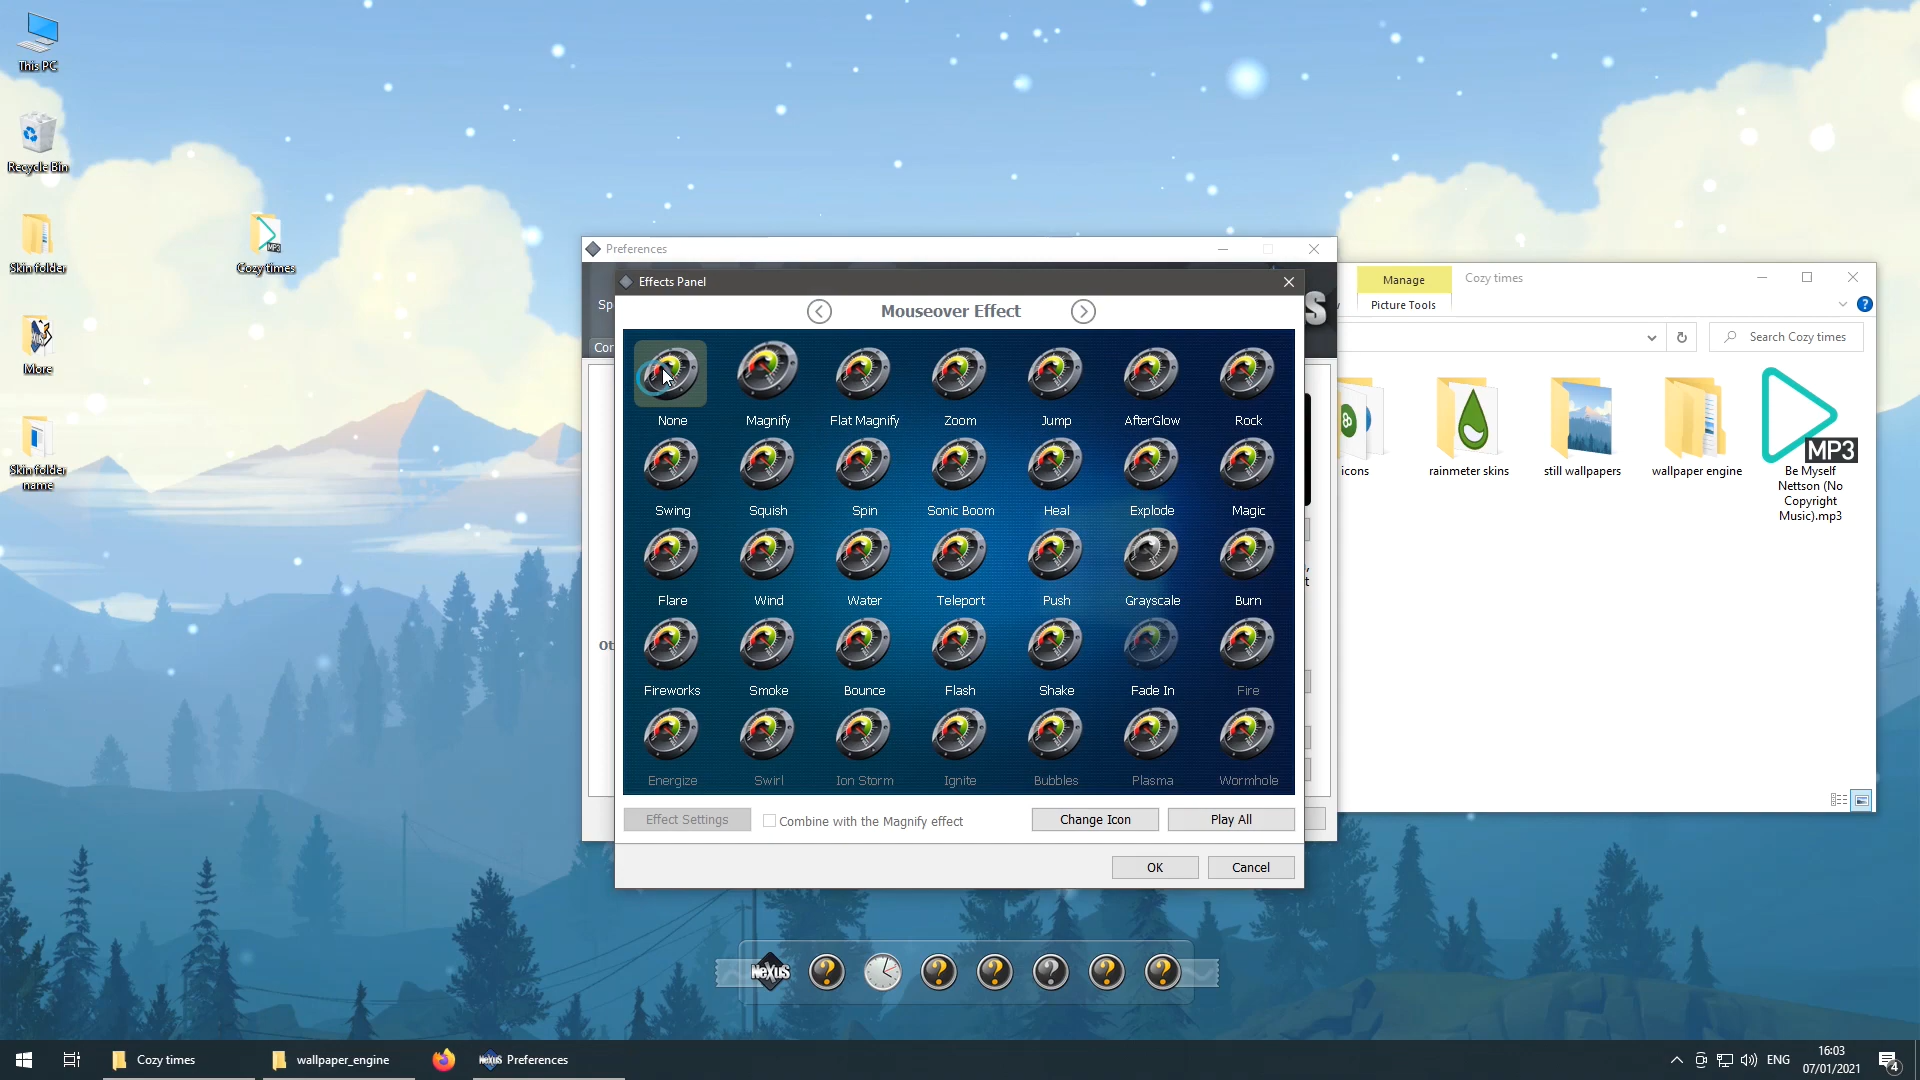 This PC
Recycle Bin
Skin folder
Cozy times
More
Skin folder
name
Preferences
Effects Panel
Mouseover Effect
None
Magnify
Flat Magnify
Zoom
Jump
AfterGlow
Rock
Swing
Squish
Spin
Sonic Boom
Heal
Explode
Magic
Flare
Wind
Water
Teleport
Push
Grayscale
Burn
Fireworks
Smoke
Bounce
Flash
Shake
Fade In
Fire
Energize
Swirl
Ion Storm
Ignite
Bubbles
Plasma
Wormhole
Effect Settings
Combine with the Magnify effect
Change Icon
Play All
OK
Cancel
Manage
Cozy times
Picture Tools
Search Cozy times
icons
rainmeter skins
still wallpapers
wallpaper engine
MP3
Be Myself
Nettson (No
Copyright
Music).mp3
NeXuS
Cozy times
wallpaper_engine
Preferences
ENG
16:03
07/01/2021
4